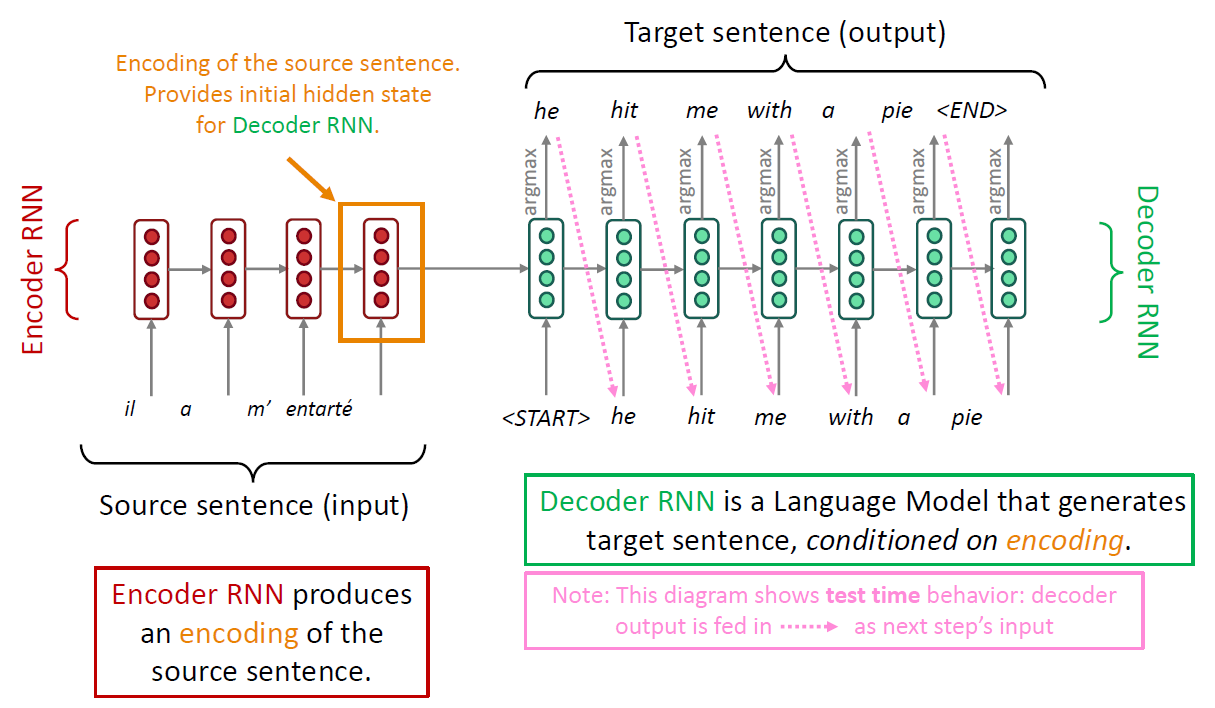 Target sentence (output)
Encoding of the source sentence.
Provides initial hidden state
for Decoder RNN.
he hit me with a pie <END>
argmax argmax argmax argmax argmax argmax argmax
Encoder RNN
Decoder RNN
il a m’ entarté
<START> he hit me with a pie
Source sentence (input)
Decoder RNN is a Language Model that generates
target sentence, conditioned on encoding.
Encoder RNN produces
an encoding of the
source sentence.
Note: This diagram shows test time behavior: decoder
output is fed in as next step’s input